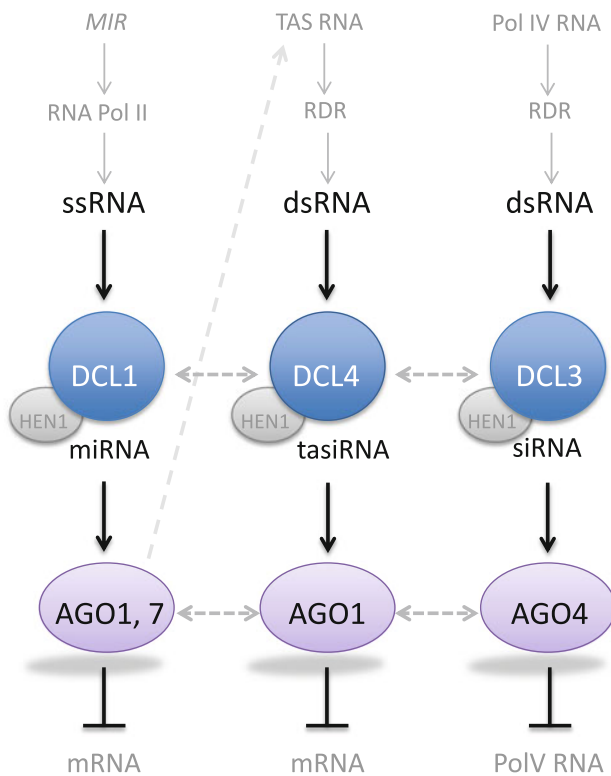 MIR TAS RNA Pol IV RNA
RNA Pol II RDR RDR
ssRNA dsRNA dsRNA
DCL1 DCL4 DCL3
HEN1 HEN1 HEN1
miRNA tasiRNA siRNA
AGO1, 7 AGO1 AGO4
mRNA mRNA PolV RNA